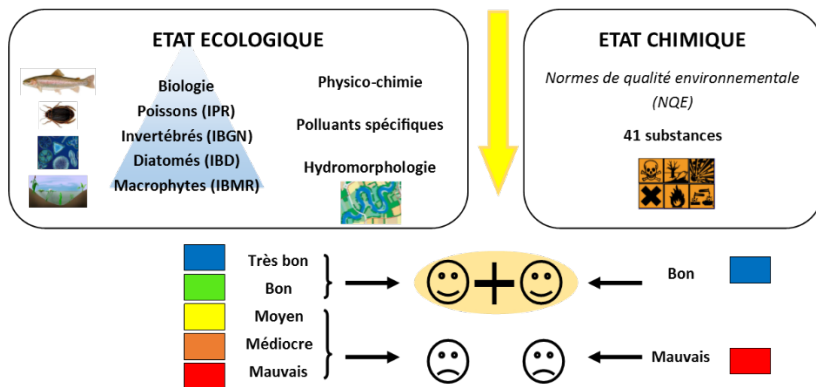 ETAT ECOLOGIQUE
Biologie
Poissons (IPR)
Invertébrés (IBGN)
Diatomés (IBD)
Macrophytes (IBMR)
Physico-chimie
Polluants spécifiques
Hydromorphologie
ETAT CHIMIQUE
Normes de qualité environnementale
(NQE)
41 substances
Très bon
Bon
Moyen
Médiocre
Mauvais
Bon
Mauvais